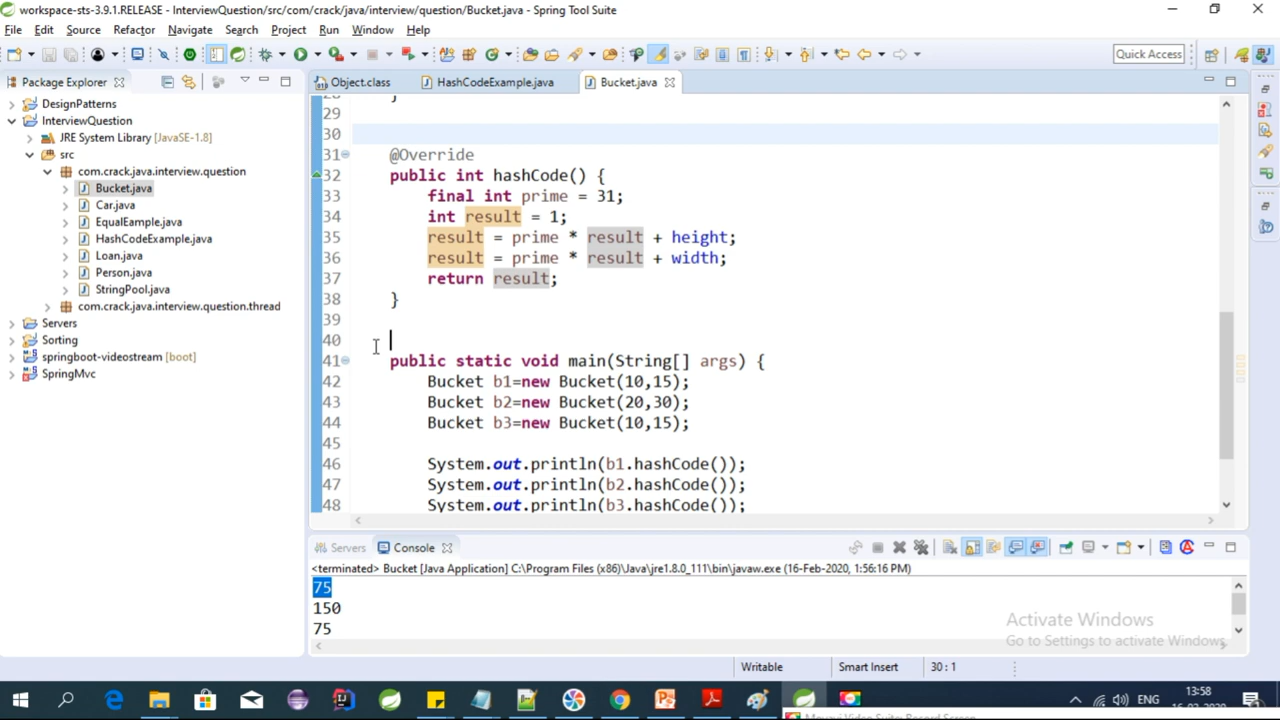 workspace-sts-3.9.1.RELEASE - InterviewQuestion/src/com/crack/java/interview/question/Bucket.java - Spring Tool Suite
File Edit Source Refactor Navigate Search Project Run Window Help
Quick Access
Package Explorer
DesignPatterns
InterviewQuestion
JRE System Library [JavaSE-1.8]
src
com.crack.java.interview.question
Bucket.java
Car.java
EqualEample.java
HashCodeExample.java
Loan.java
Person.java
StringPool.java
com.crack.java.interview.question.thread
Servers
Sorting
springboot-videostream [boot]
SpringMvc
Object.class HashCodeExample.java Bucket.java
28 }
29
30
31 @Override
32 public int hashCode() {
33 final int prime = 31;
34 int result = 1;
35 result = prime * result + height;
36 result = prime * result + width;
37 return result;
38 }
39
40
41 public static void main(String[] args) {
42 Bucket b1=new Bucket(10,15);
43 Bucket b2=new Bucket(20,30);
44 Bucket b3=new Bucket(10,15);
45
46 System.out.println(b1.hashCode());
47 System.out.println(b2.hashCode());
48 System.out.println(b3.hashCode());
Servers Console
<terminated> Bucket [Java Application] C:\Program Files (x86)\Java\jre1.8.0_111\bin\javaw.exe (16-Feb-2020, 1:56:16 PM)
75
150
75
Activate Windows
Go to Settings to activate Windows.
Writable Smart Insert 30 : 1
ENG
13:58